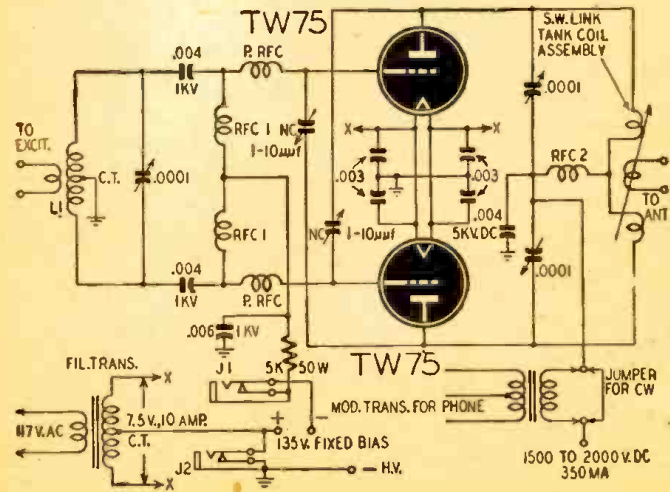 TW75
S.W. LINK
TANK COIL
ASSEMBLY
.004
1KV
P. RFC
TO
EXCIT.
L1
C.T.
.0001
RFC 1
NC
1-10µµf
X
X
.003
.003
.0001
RFC 2
TO
ANT
RFC 1
NC
1-10µµf
.004
5KV.DC
.0001
.004
1KV
P. RFC
.006
1KV
5K
50W
TW75
FIL.TRANS.
X
J1
JUMPER
FOR CW
MOD. TRANS. FOR PHONE
117 V. AC
7.5V., 10 AMP.
C.T.
+
-
135V. FIXED BIAS
X
J2
- H.V.
1500 TO 2000 V. DC
350 MA